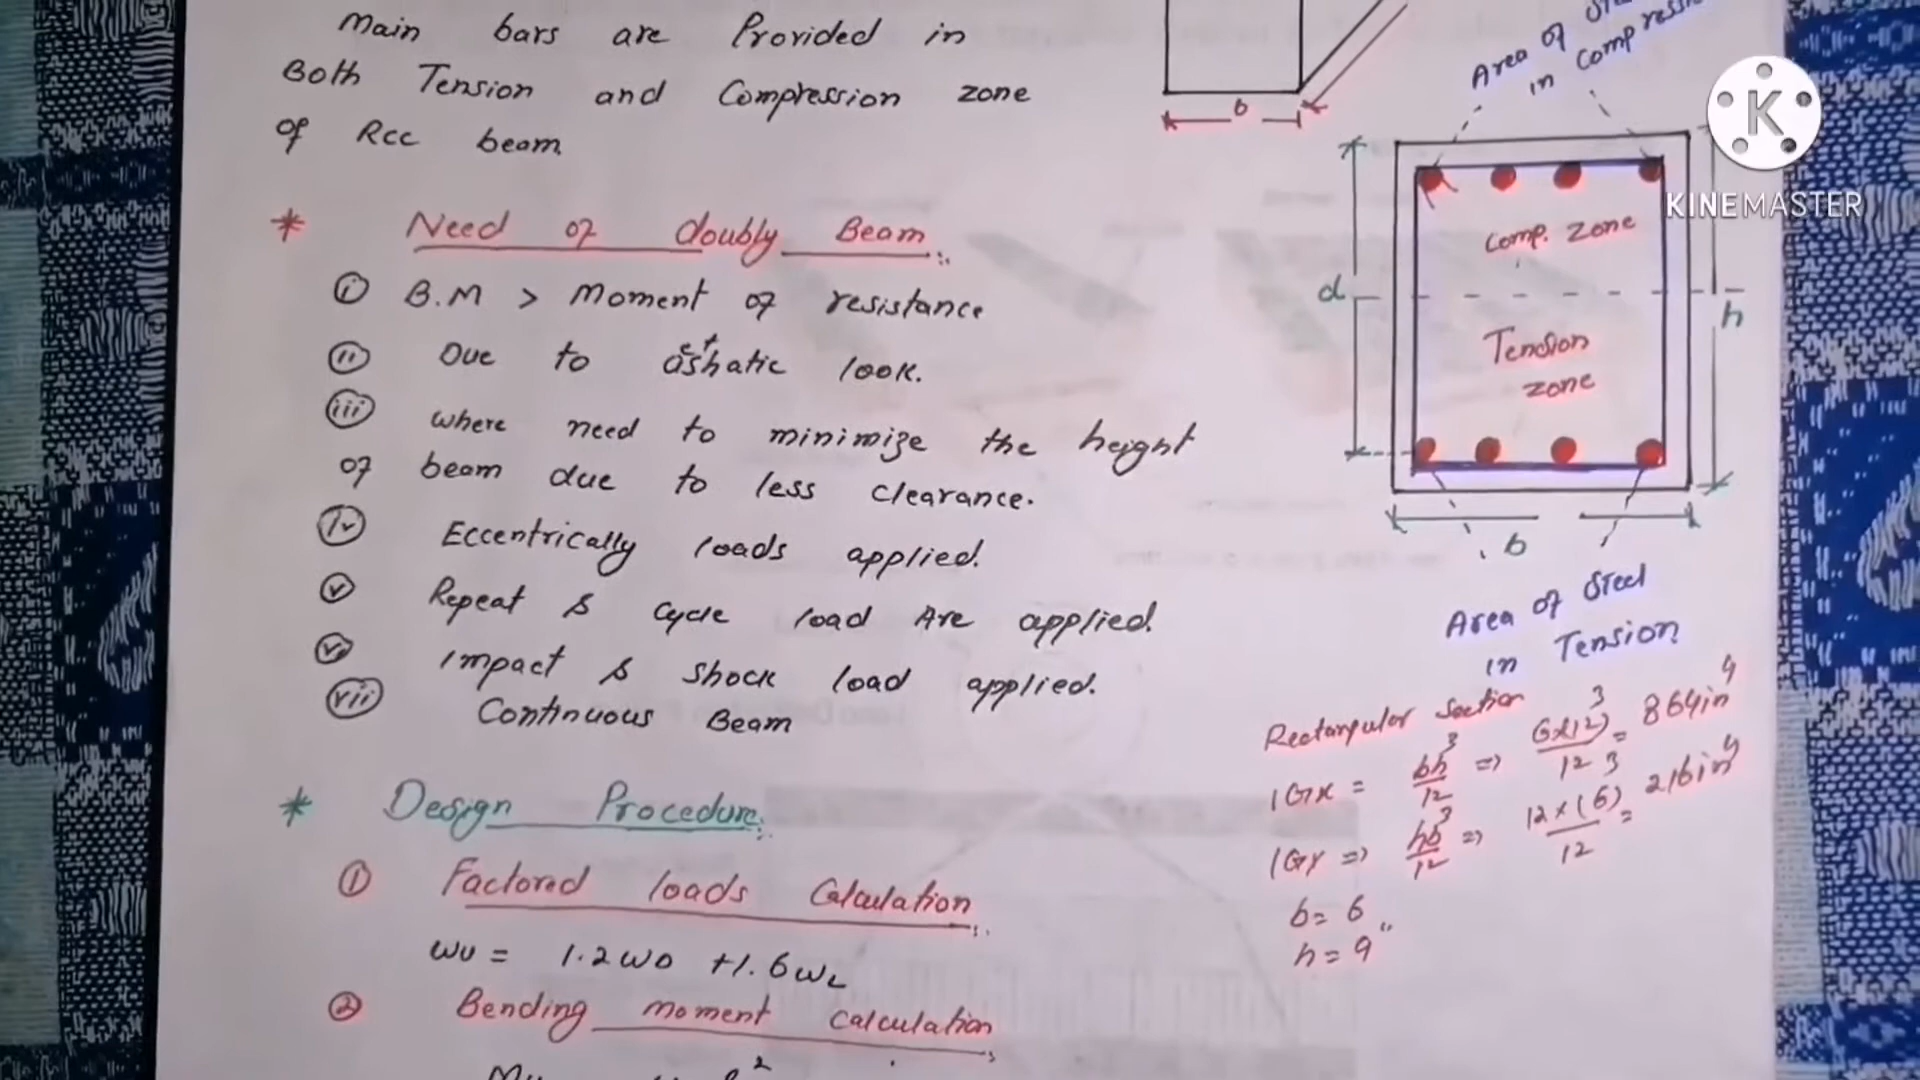 Main bars are Provided in
Both Tension and Compression zone
of Rcc beam
* Need of doubly Beam
(i) B.M > Moment of resistance
(ii) Due to asthatic look.
(iii) where need to minimize the height
of beam due to less clearance.
(iv) Eccentrically loads applied.
(v) Repeat & Cycle load Are applied.
(vi) Impact & Shock load applied.
(vii) Continuous Beam
* Design Procedure
(1) Factored loads Calculation
wu = 1.2wD + 1.6wL
(2) Bending moment calculation
b
Area of
in Compression
KINEMASTER
K
Comp. zone
d
h
Tension
zone
b
Area of Steel
in Tension
Rectangular Section
IGx = bh³/12 => 6x(12)³/12 = 864in⁴
IGy => hb³/12 => 12x(6)³/12 = 216in⁴
b= 6"
h= 9